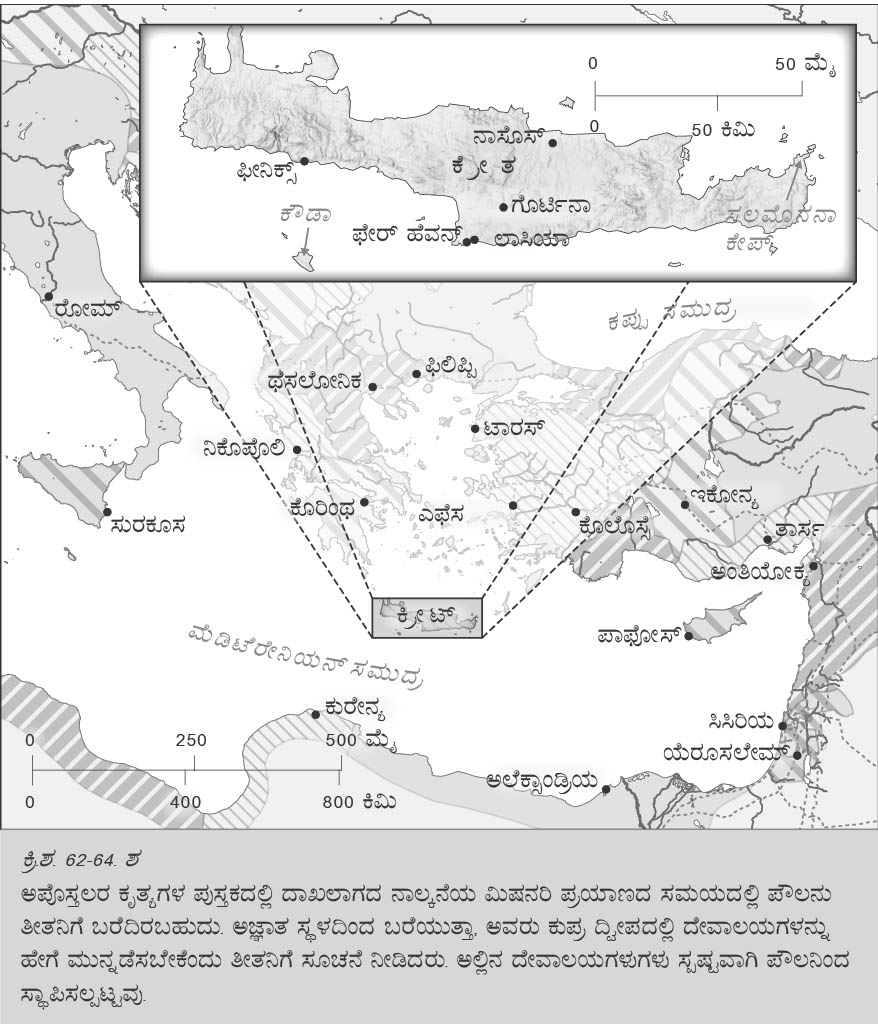 0 50 ಮೈ
0 50 ಕಿಮಿ
ನಾಸೊಸ್
ಕ್ರೇತ
ಫೀನಿಕ್ಸ್
ಗೊರ್ಟಿನಾ
ಕೌಡಾ
ಸಲಮೊನನಾ
ಕೇಪ್
ಫೇರ್ ಹೆವನ್ಸ್
ಲಾಸಿಯಾ
ರೋಮ್
ಕಪ್ಪು ಸಮುದ್ರ
ಥೆಸಲೋನಿಕ
ಫಿಲಿಪ್ಪಿ
ಟಾರಸ್
ನಿಕೊಪೊಲಿ
ಇಕೋನ್ಯ
ಕೊರಿಂಥ
ಎಫೆಸ
ಕೊಲೊಸ್ಸೆ
ಸುರಕೂಸ
ತಾರ್ಸ
ಅಂತಿಯೋಕ್ಯ
ಕ್ರೀಟ್
ಪಾಫೋಸ್
ಮೆಡಿಟೆರೇನಿಯನ್ ಸಮುದ್ರ
ಕುರೇನ್ಯ
ಸಿಸಿರಿಯ
0 250 500 ಮೈ
ಯೆರೂಸಲೇಮ್
ಅಲೆಕ್ಸಾಂಡ್ರಿಯ
0 400 800 ಕಿಮಿ
ಕ್ರಿ.ಶ. 62-64. ಶ
ಅಪೊಸ್ತಲರ ಕೃತ್ಯಗಳ ಪುಸ್ತಕದಲ್ಲಿ ದಾಖಲಾಗದ ನಾಲ್ಕನೆಯ ಮಿಷನರಿ ಪ್ರಯಾಣದ ಸಮಯದಲ್ಲಿ ಪೌಲನು
ತೀತನಿಗೆ ಬರೆದಿರಬಹುದು. ಅಜ್ಞಾತ ಸ್ಥಳದಿಂದ ಬರೆಯುತ್ತಾ, ಅವರು ಕುಪ್ರ ದ್ವೀಪದಲ್ಲಿ ದೇವಾಲಯಗಳನ್ನು
ಹೇಗೆ ಮುನ್ನಡೆಸಬೇಕೆಂದು ತೀತನಿಗೆ ಸೂಚನೆ ನೀಡಿದರು. ಅಲ್ಲಿನ ದೇವಾಲಯಗಳುಗಳು ಸ್ಪಷ್ಟವಾಗಿ ಪೌಲನಿಂದ
ಸ್ಥಾಪಿಸಲ್ಪಟ್ಟವು.